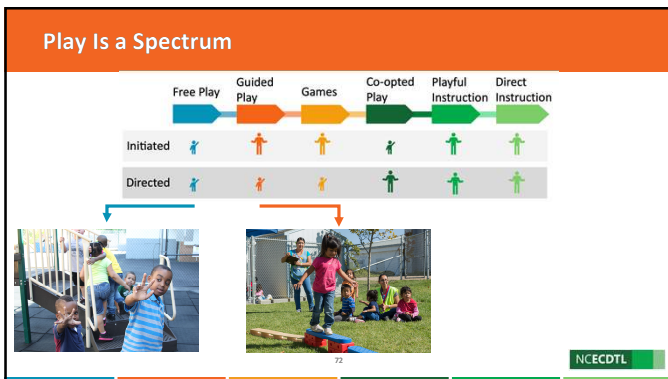 Play Is a Spectrum
Free Play
Guided
Play
Games
Co-opted
Play
Playful
Instruction
Direct
Instruction
Initiated
Directed
72
NCECDTL